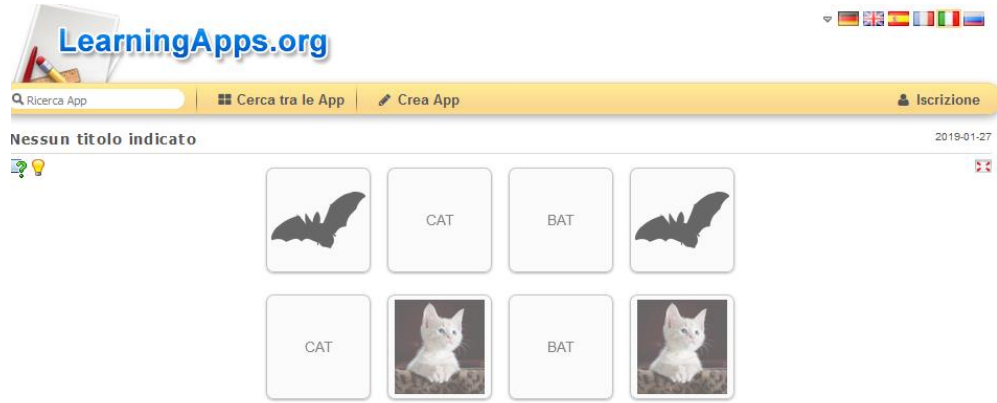 LearningApps.org
Ricerca App
Cerca tra le App
Crea App
Iscrizione
Nessun titolo indicato
2019-01-27
CAT
BAT
CAT
BAT